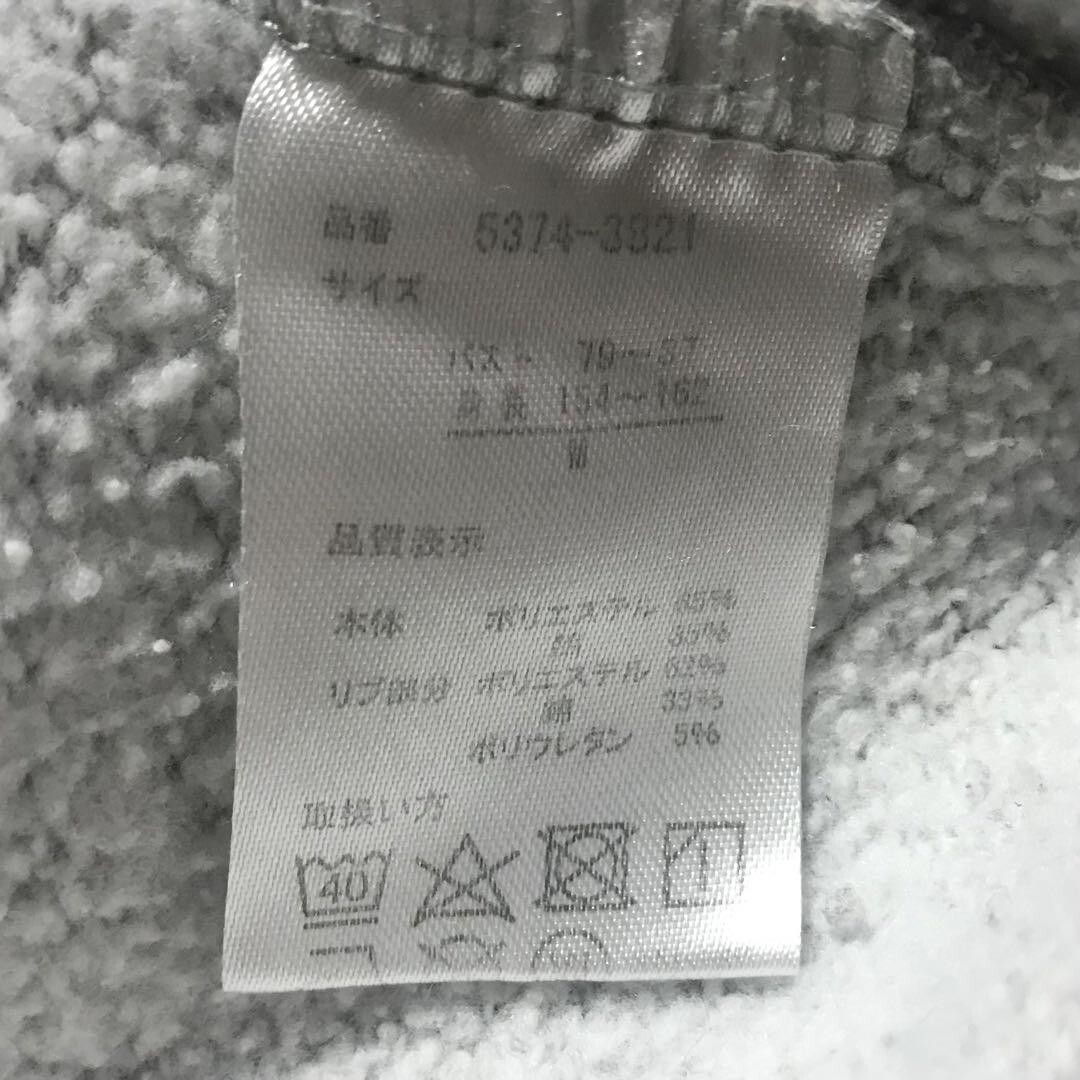 品番 5374-3821
サイズ
バスト 79~87
身長 154~162
M
品質表示
本体 ポリエステル 65%
綿 35%
リブ部分 ポリエステル 62%
綿 33%
ポリウレタン 5%
取扱い方
40